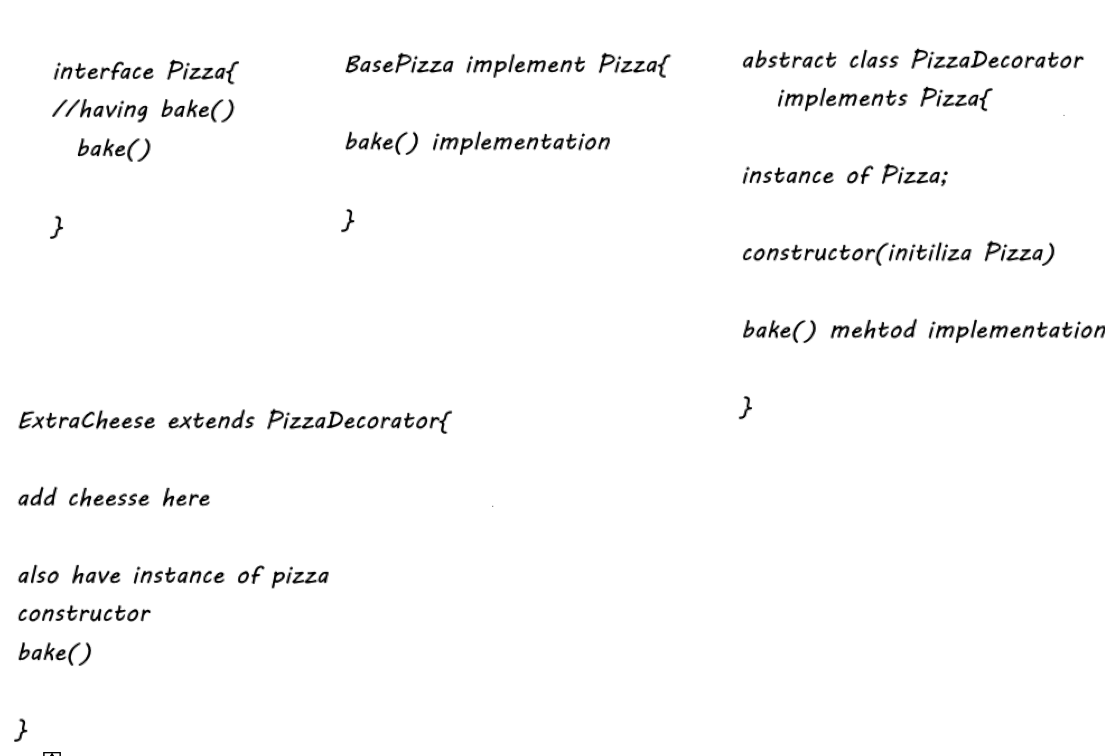 interface Pizza{
//having bake()
bake()
}
BasePizza implement Pizza{
bake() implementation
}
abstract class PizzaDecorator
implements Pizza{
instance of Pizza;
constructor(initiliza Pizza)
bake() mehtod implementation
}
ExtraCheese extends PizzaDecorator{
add cheesse here
also have instance of pizza
constructor
bake()
}